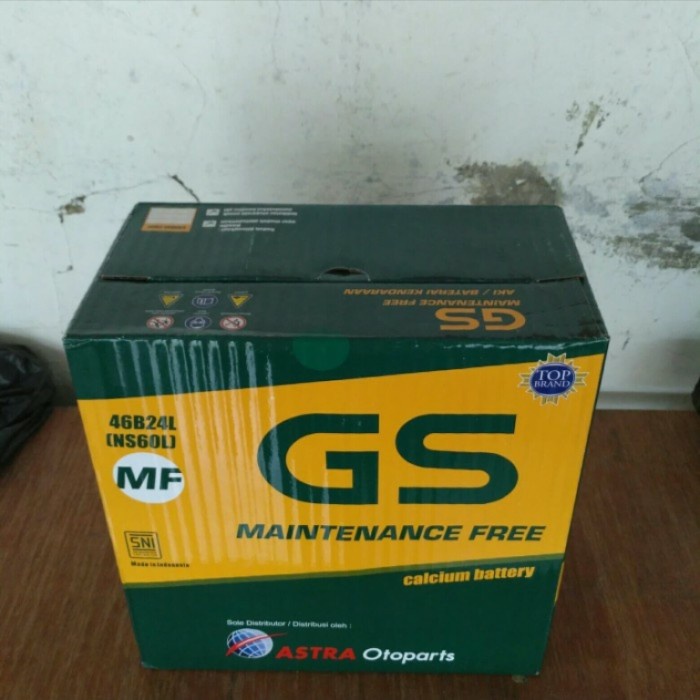 GS
MAINTENANCE FREE
AKI / BATERAI KENDARAAN
TOP
BRAND
46B24L
(NS60L)
MF
GS
MAINTENANCE FREE
calcium battery
SNI
Made in Indonesia
Sole Distributor / Distribusi oleh :
ASTRA Otoparts